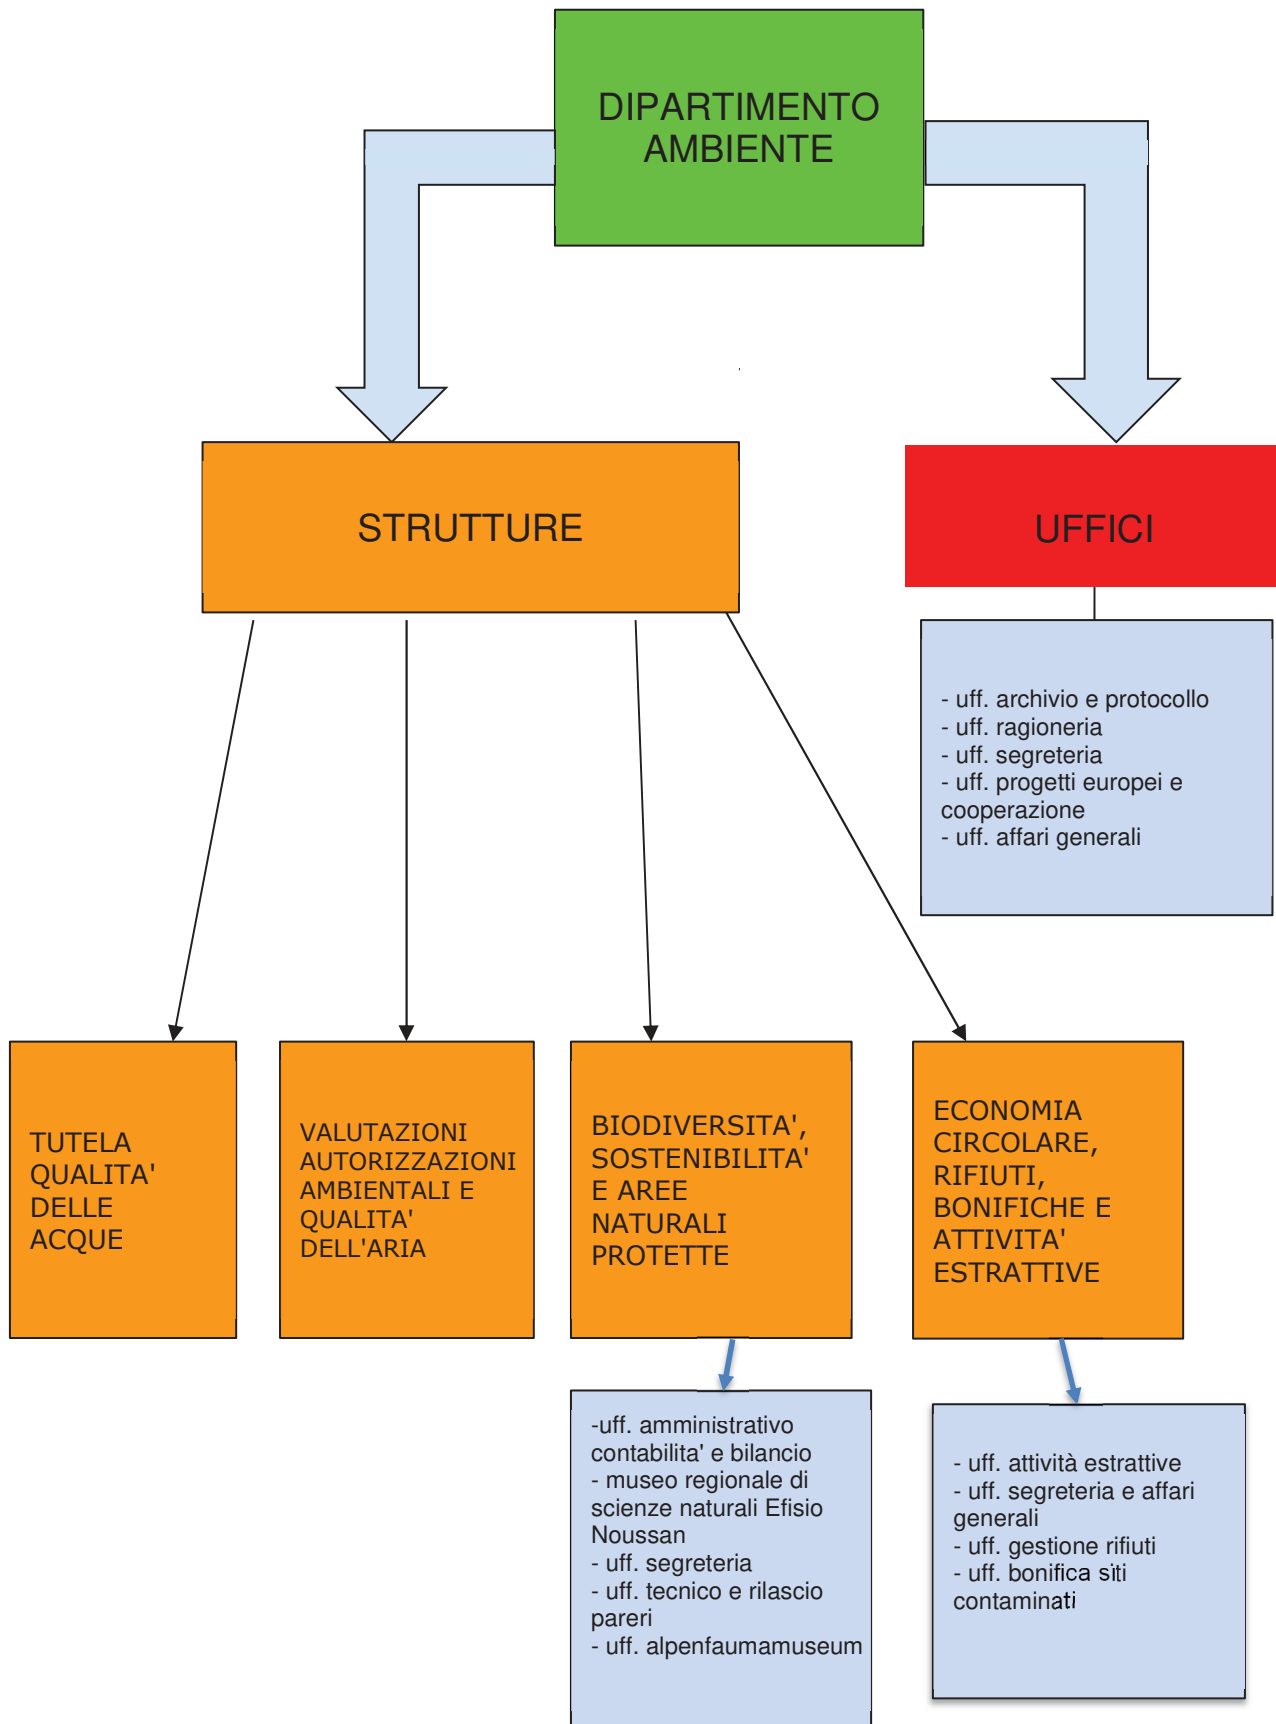 DIPARTIMENTO
AMBIENTE
STRUTTURE
UFFICI
- uff. archivio e protocollo
- uff. ragioneria
- uff. segreteria
- uff. progetti europei e
cooperazione
- uff. affari generali
TUTELA
QUALITA'
DELLE
ACQUE
VALUTAZIONI
AUTORIZZAZIONI
AMBIENTALI E
QUALITA'
DELL'ARIA
BIODIVERSITA',
SOSTENIBILITA'
E AREE
NATURALI
PROTETTE
ECONOMIA
CIRCOLARE,
RIFIUTI,
BONIFICHE E
ATTIVITA'
ESTRATTIVE
-uff. amministrativo
contabilita' e bilancio
- museo regionale di
scienze naturali Efisio
Noussan
- uff. segreteria
- uff. tecnico e rilascio
pareri
- uff. alpenfaumamuseum
- uff. attività estrattive
- uff. segreteria e affari
generali
- uff. gestione rifiuti
- uff. bonifica siti
contaminati